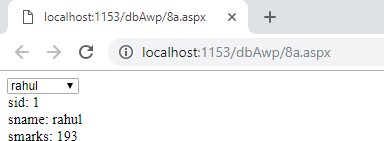 localhost:1153/dbAwp/8a.aspx
localhost:1153/dbAwp/8a.aspx
rahul
sid: 1
sname: rahul
smarks: 193